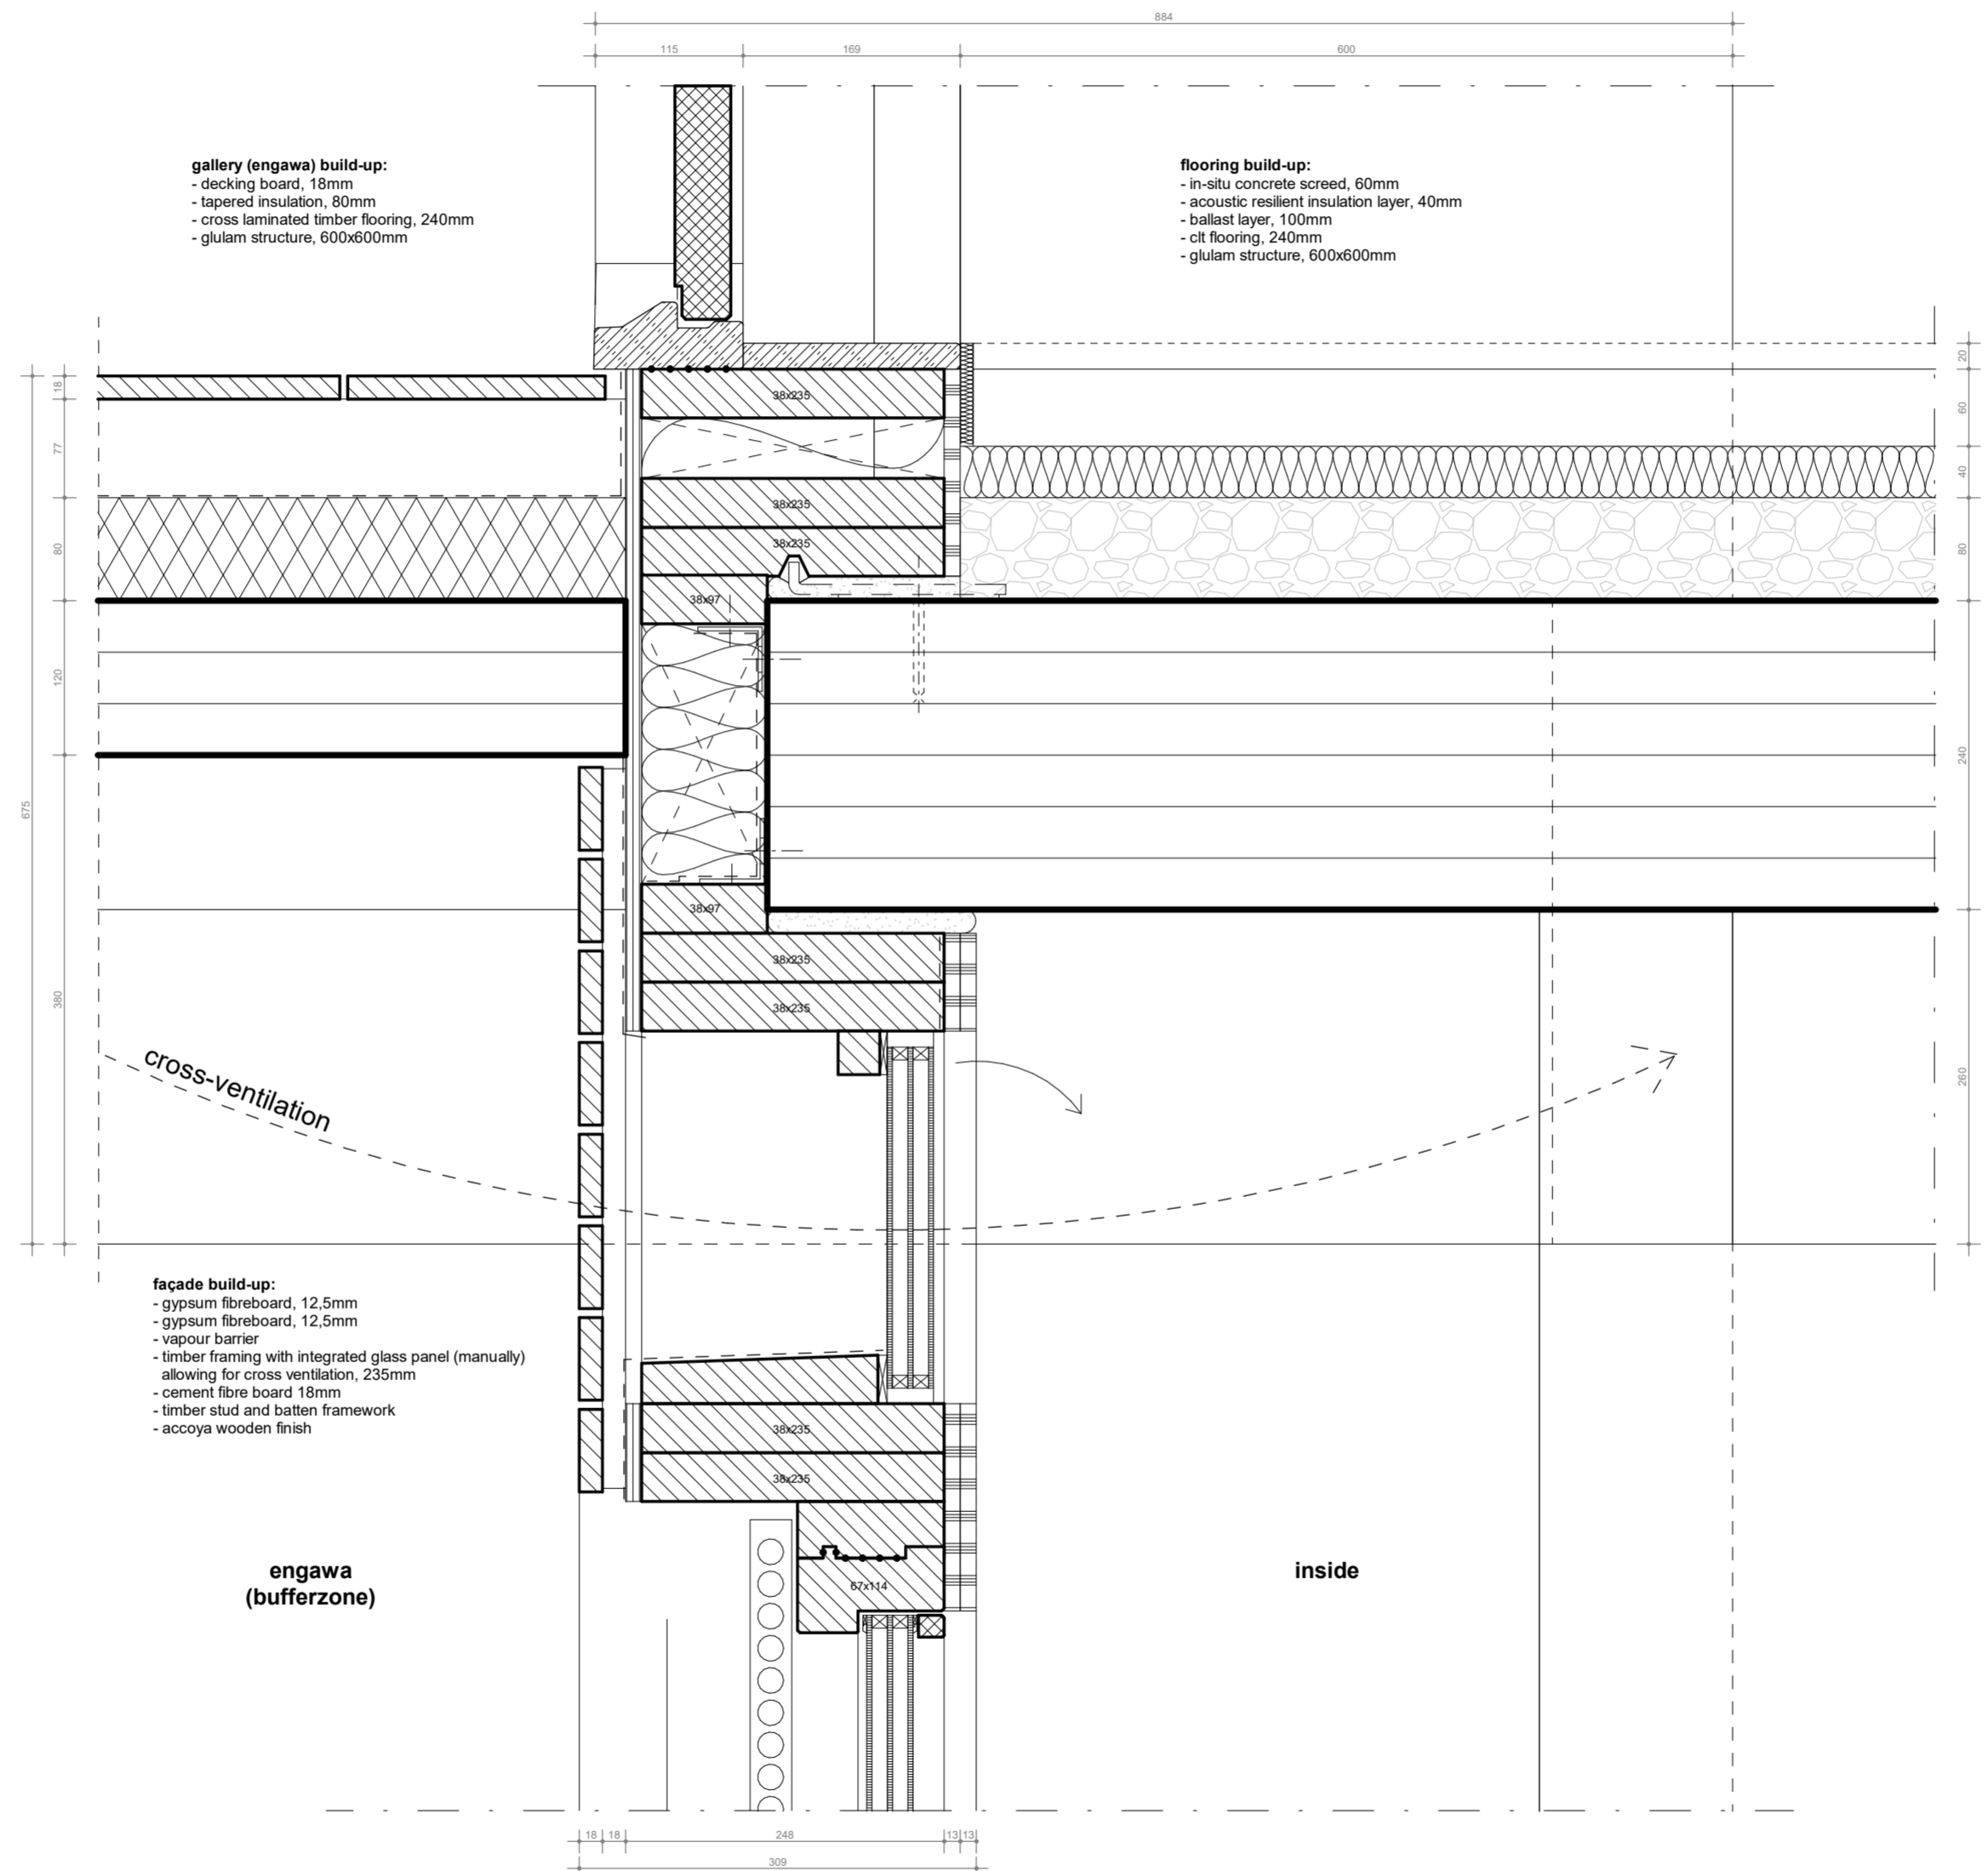 884
115
169
600
gallery (engawa) build-up:
- decking board, 18mm
- tapered insulation, 80mm
- cross laminated timber flooring, 240mm
- glulam structure, 600x600mm
flooring build-up:
- in-situ concrete screed, 60mm
- acoustic resilient insulation layer, 40mm
- ballast layer, 100mm
- clt flooring, 240mm
- glulam structure, 600x600mm
20
18
38x235
60
77
40
38x235
38x235
80
80
38x97
120
240
675
38x97
38x235
380
38x235
cross-ventilation
260
façade build-up:
- gypsum fibreboard, 12,5mm
- gypsum fibreboard, 12,5mm
- vapour barrier
- timber framing with integrated glass panel (manually)
allowing for cross ventilation, 235mm
- cement fibre board 18mm
- timber stud and batten framework
- accoya wooden finish
38x235
38x235
engawa
(bufferzone)
inside
67x114
18
18
248
13
13
309